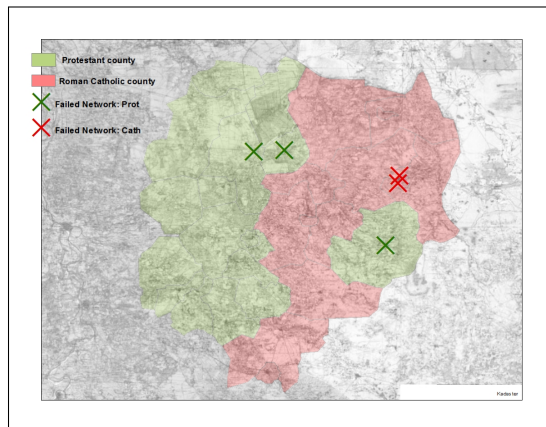 Protestant county
Roman Catholic county
Failed Network: Prot
Failed Network: Cath
Kadaster